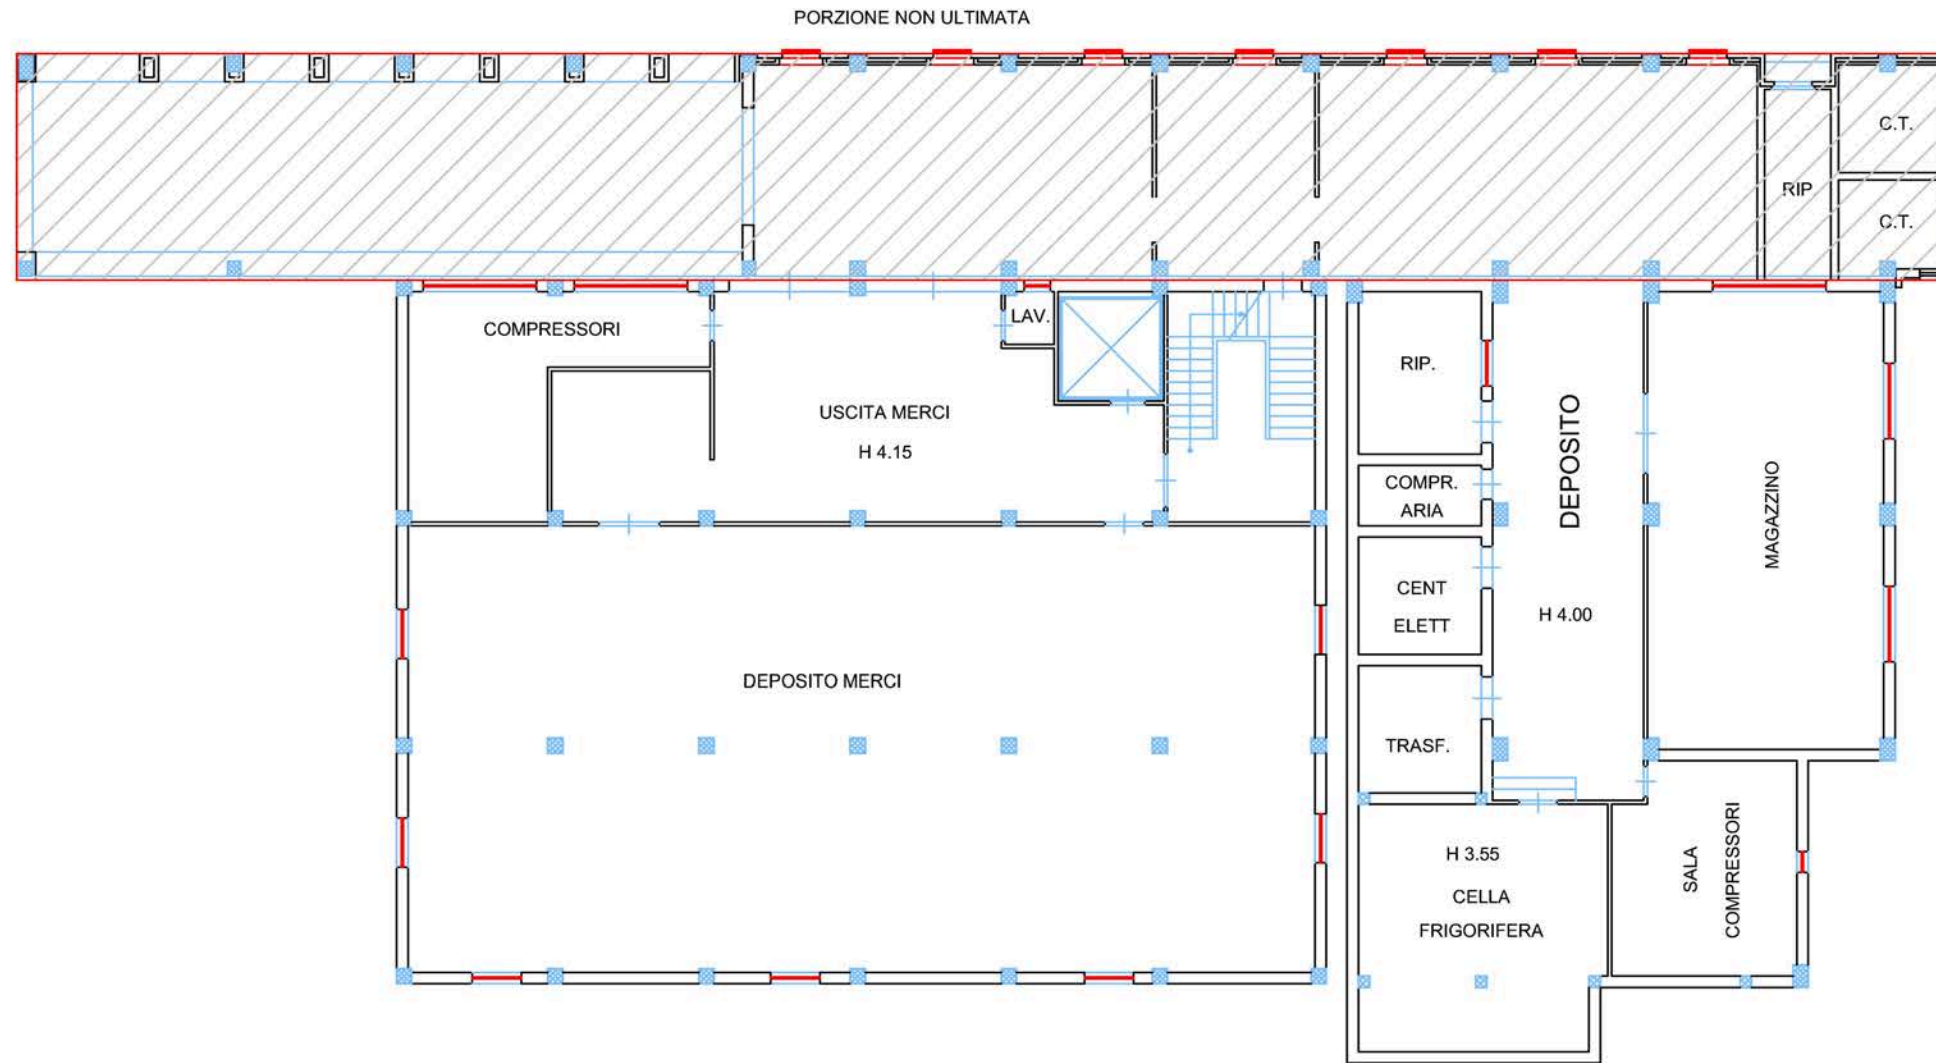 PORZIONE NON ULTIMATA
C.T.
RIP
C.T.
COMPRESSORI
LAV.
USCITA MERCI
H 4.15
DEPOSITO MERCI
RIP.
COMPR.
ARIA
CENT
ELETT
TRASF.
DEPOSITO
H 4.00
MAGAZZINO
H 3.55
CELLA
FRIGORIFERA
SALA
COMPRESSORI